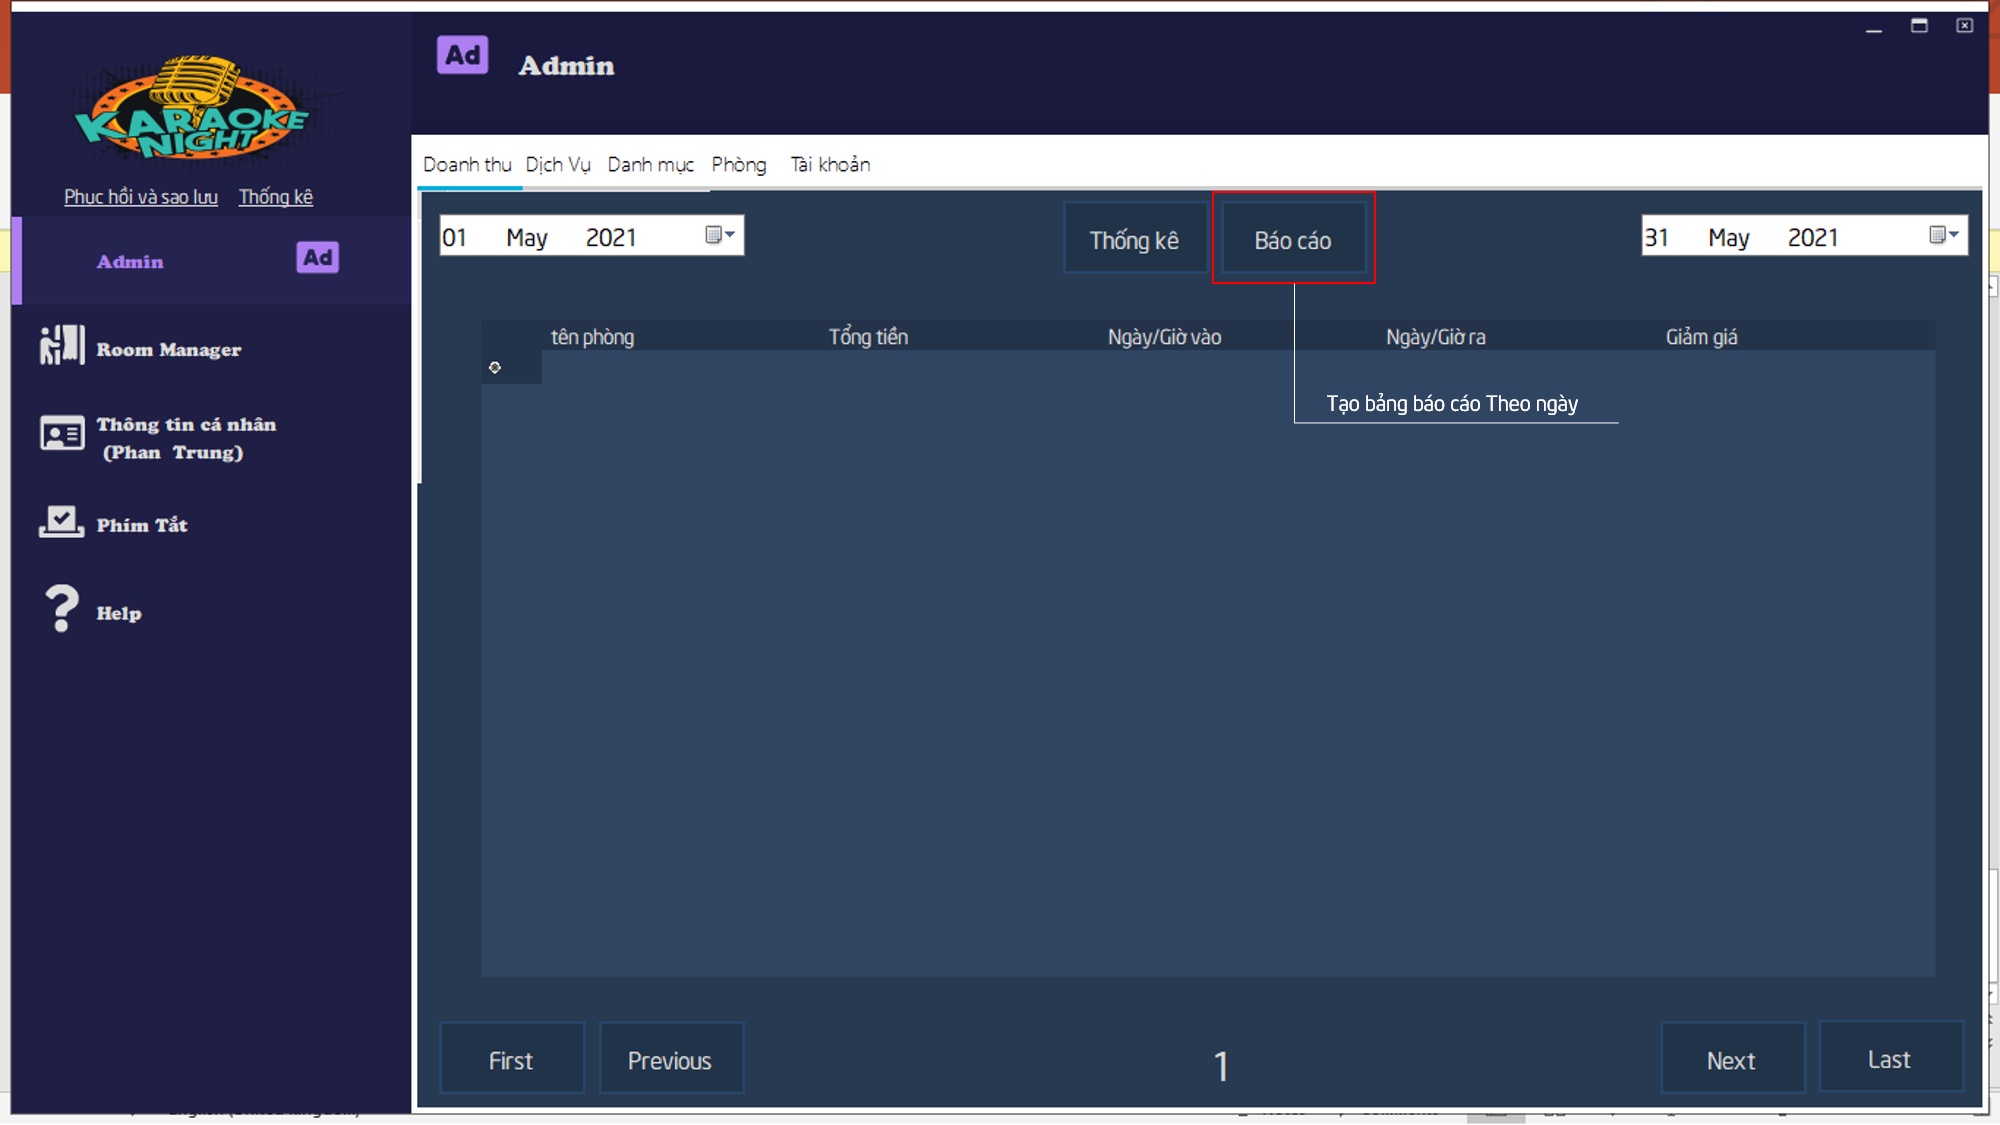 Ad
Admin
KARAOKE
NIGHT
Phục hồi và sao lưu Thống kê
Admin Ad
Room Manager
Thông tin cá nhân
(Phan Trung)
Phím Tắt
Help
Doanh thu Dịch Vụ Danh mục Phòng Tài khoản
01 May 2021
Thống kê
Báo cáo
31 May 2021
tên phòng Tổng tiền Ngày/Giờ vào Ngày/Giờ ra Giảm giá
Tạo bảng báo cáo Theo ngày
First Previous 1 Next Last